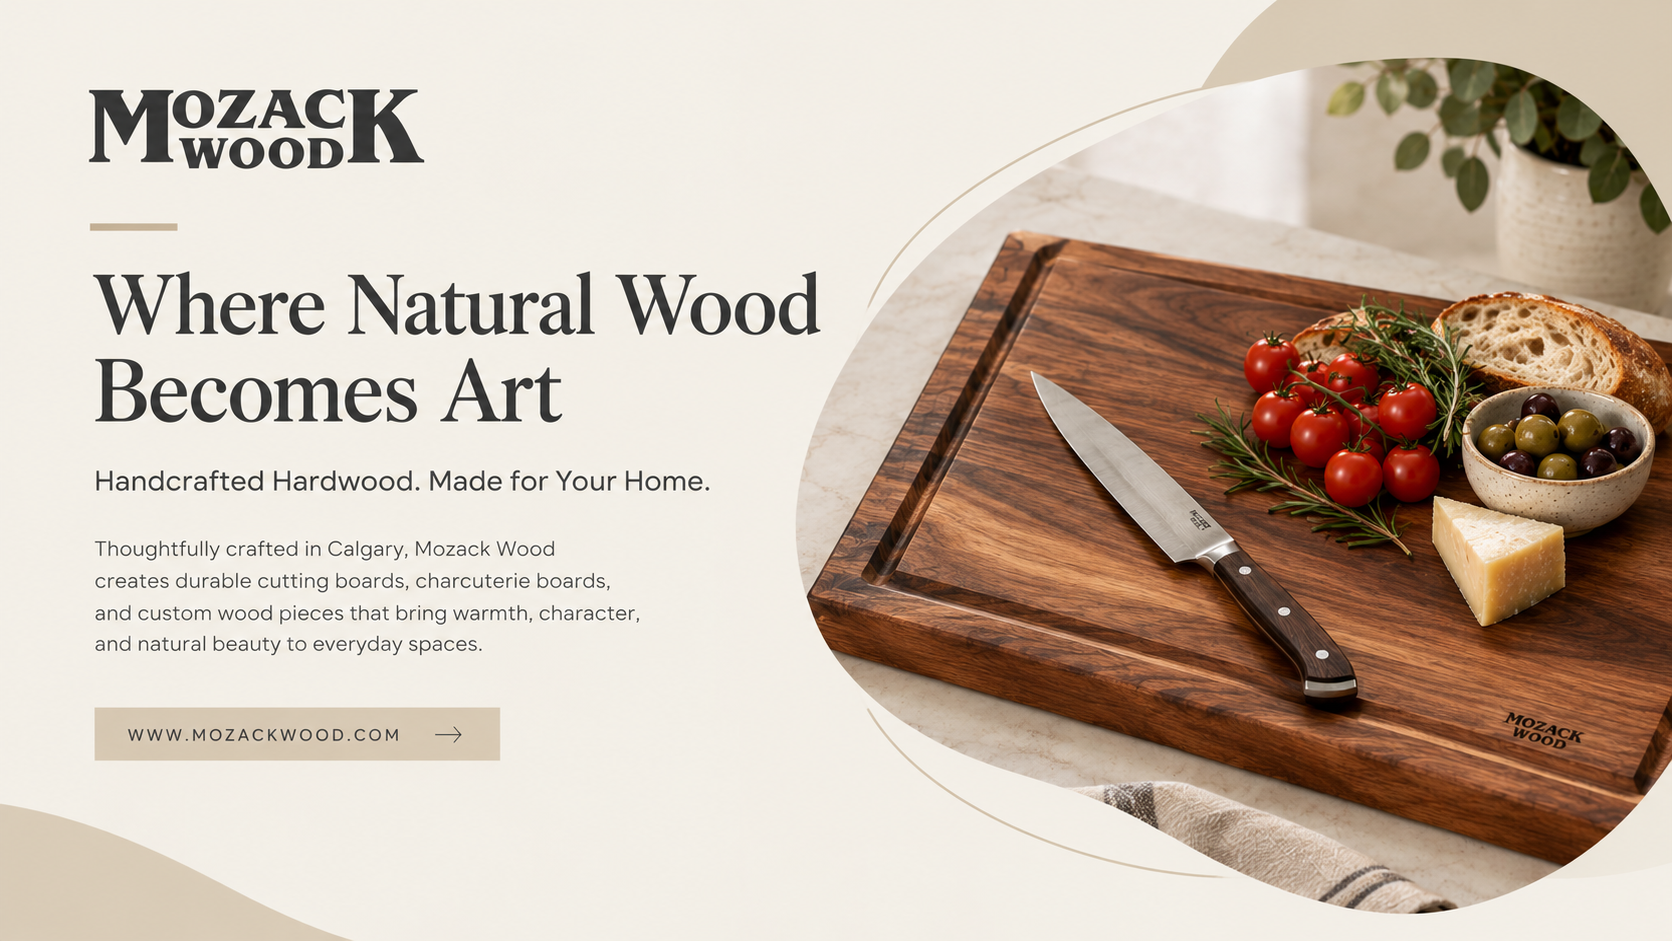 MOZACK
WOOD
Where Natural Wood
Becomes Art
Handcrafted Hardwood. Made for Your Home.
Thoughtfully crafted in Calgary, Mozack Wood
creates durable cutting boards, charcuterie boards,
and custom wood pieces that bring warmth, character,
and natural beauty to everyday spaces.
WWW.MOZACKWOOD.COM →
MOZACK
WOOD